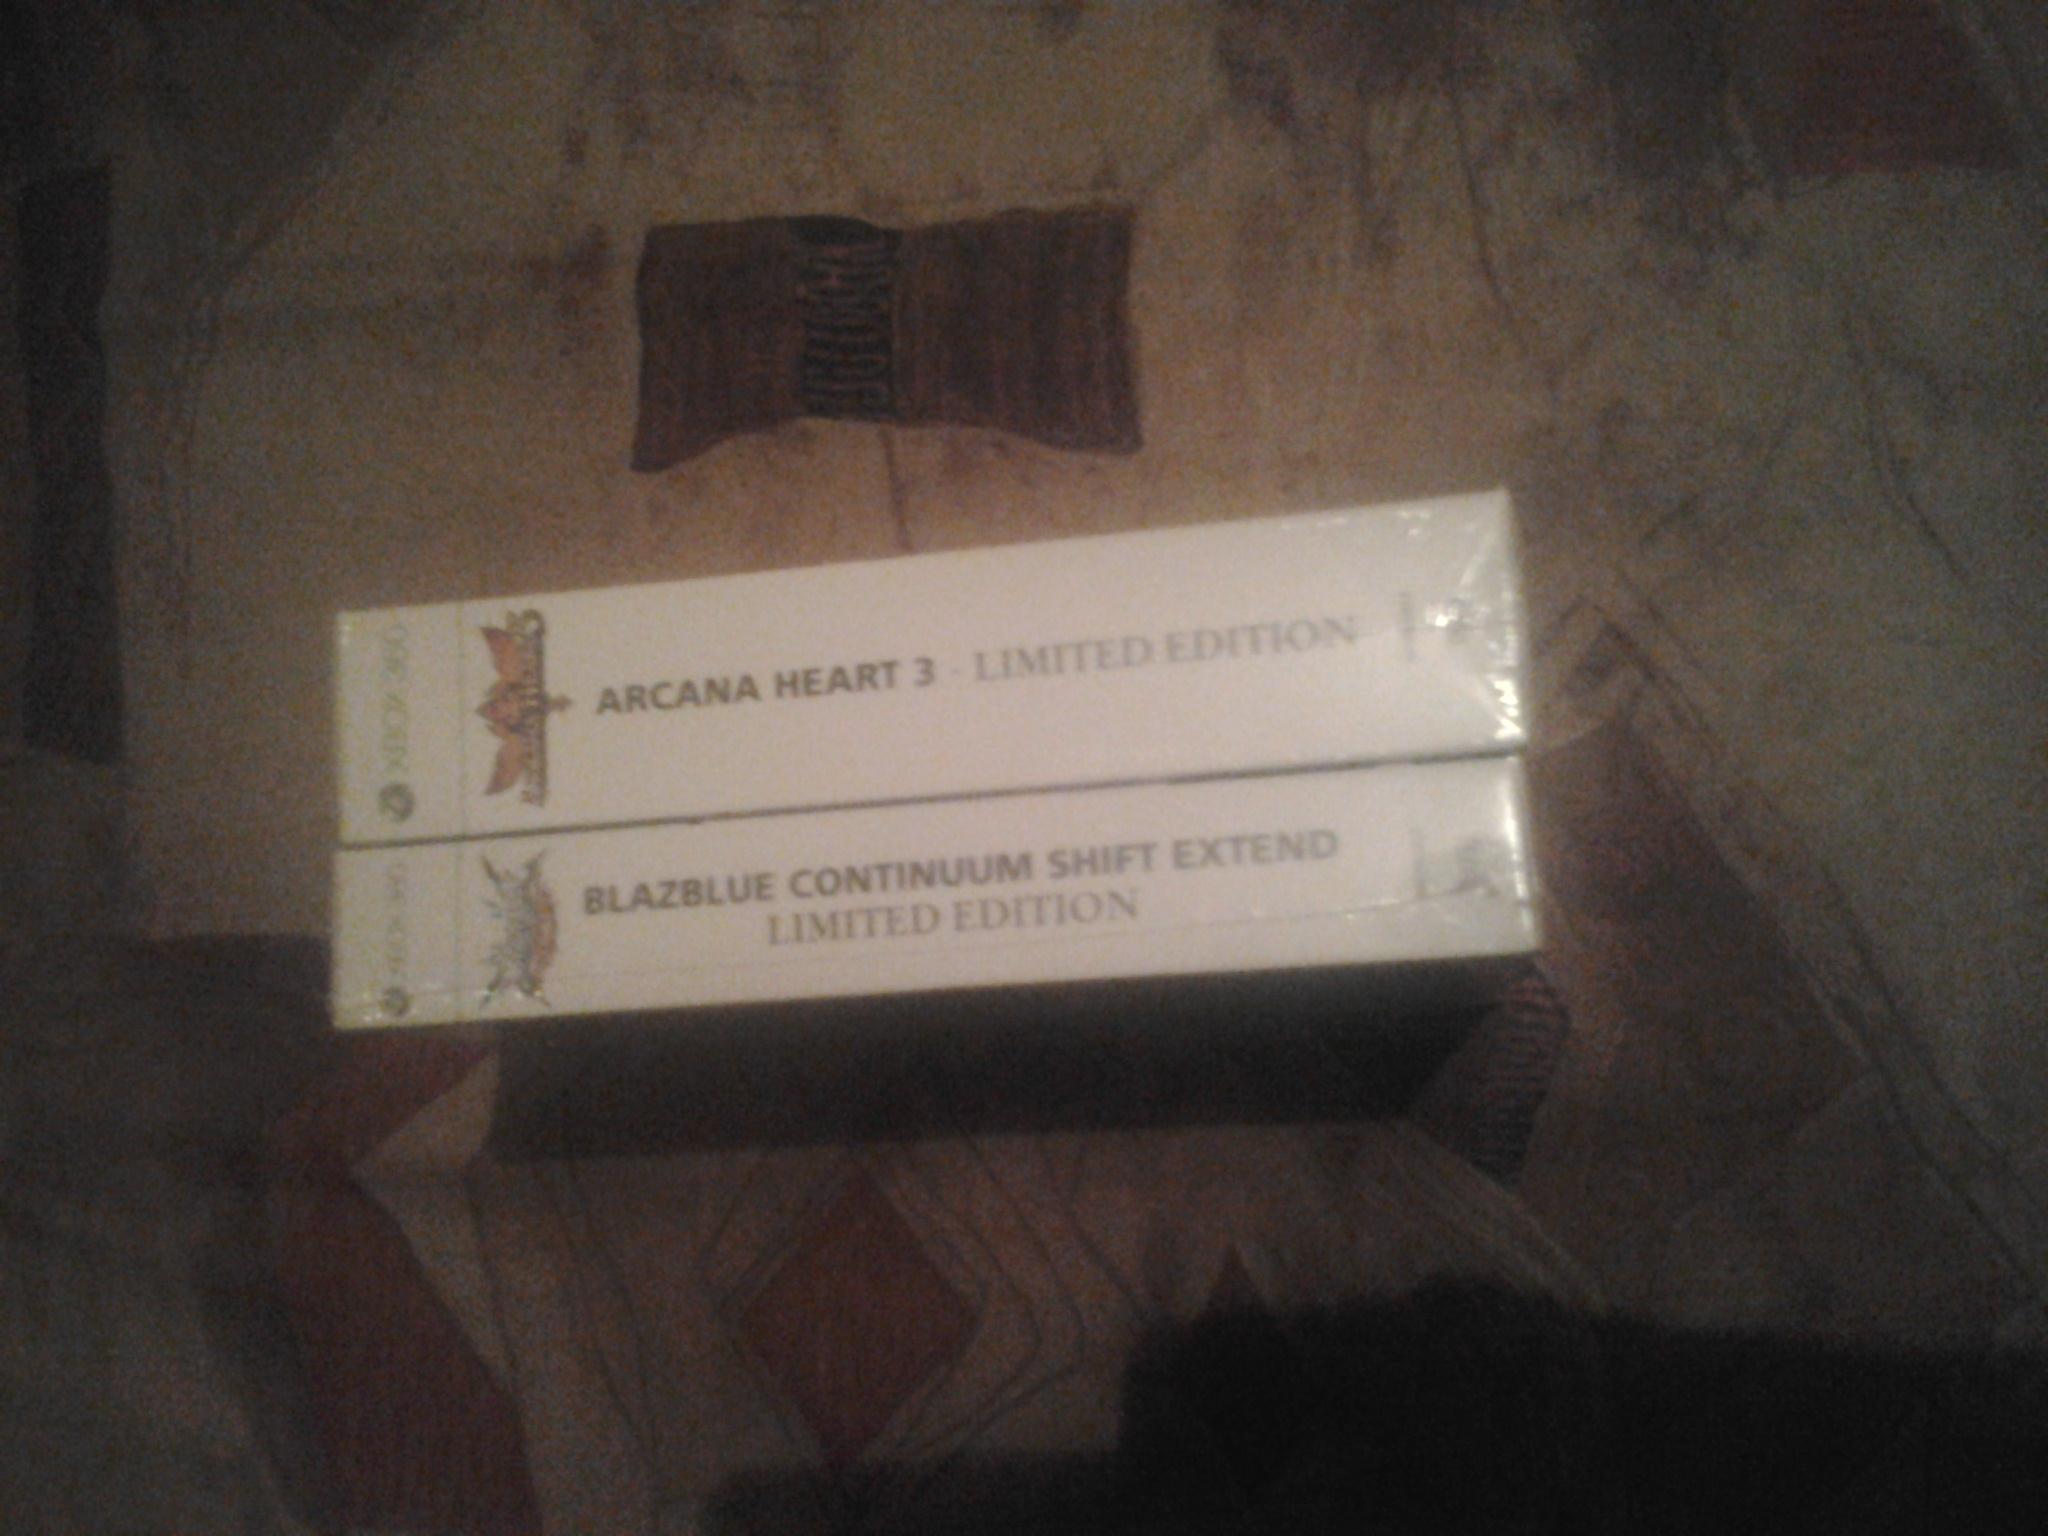 XBOX 360
ARCANA HEART 3 - LIMITED EDITION
XBOX 360
BLAZBLUE CONTINUUM SHIFT EXTEND
LIMITED EDITION